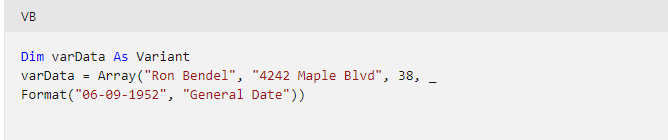 VB
Dim varData As Variant
varData = Array("Ron Bendel", "4242 Maple Blvd", 38, _
Format("06-09-1952", "General Date"))